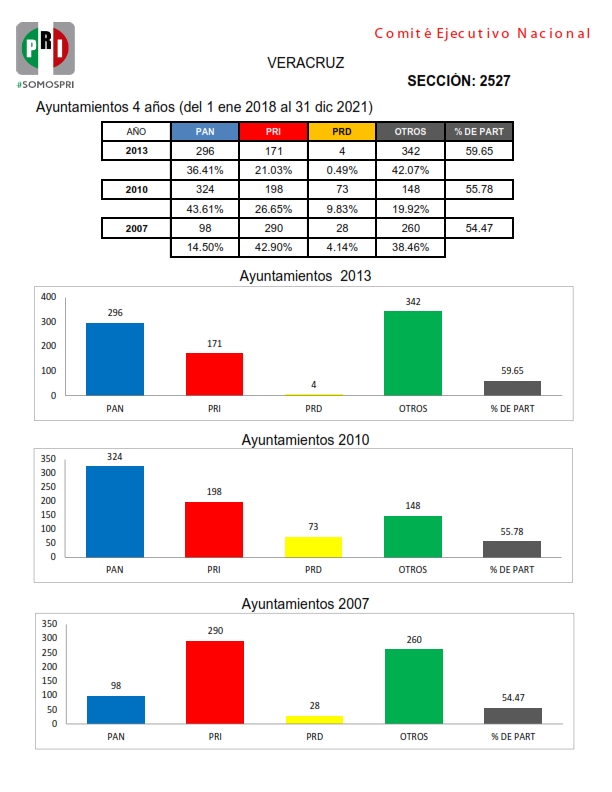 Comité Ejecutivo Nacional
PRI
#SOMOSPRI
VERACRUZ
SECCIÓN: 2527
Ayuntamientos 4 años (del 1 ene 2018 al 31 dic 2021)
AÑO PAN PRI PRD OTROS % DE PART
2013 296 171 4 342 59.65
36.41% 21.03% 0.49% 42.07%
2010 324 198 73 148 55.78
43.61% 26.65% 9.83% 19.92%
2007 98 290 28 260 54.47
14.50% 42.90% 4.14% 38.46%
Ayuntamientos 2013
400
300
200
100
0
296 171 4 342 59.65
PAN PRI PRD OTROS % DE PART
Ayuntamientos 2010
350
300
250
200
150
100
50
0
324 198 73 148 55.78
PAN PRI PRD OTROS % DE PART
Ayuntamientos 2007
350
300
250
200
150
100
50
0
98 290 28 260 54.47
PAN PRI PRD OTROS % DE PART